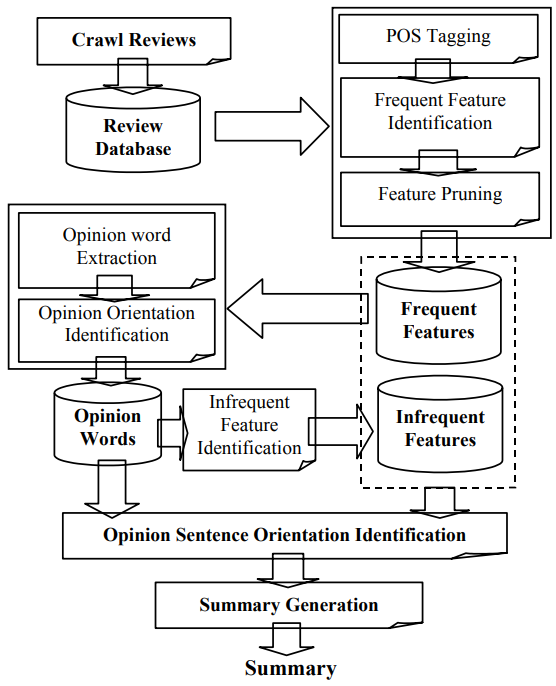 Crawl Reviews
Review
Database
POS Tagging
Frequent Feature
Identification
Feature Pruning
Opinion word
Extraction
Opinion Orientation
Identification
Frequent
Features
Opinion
Words
Infrequent
Feature
Identification
Infrequent
Features
Opinion Sentence Orientation Identification
Summary Generation
Summary